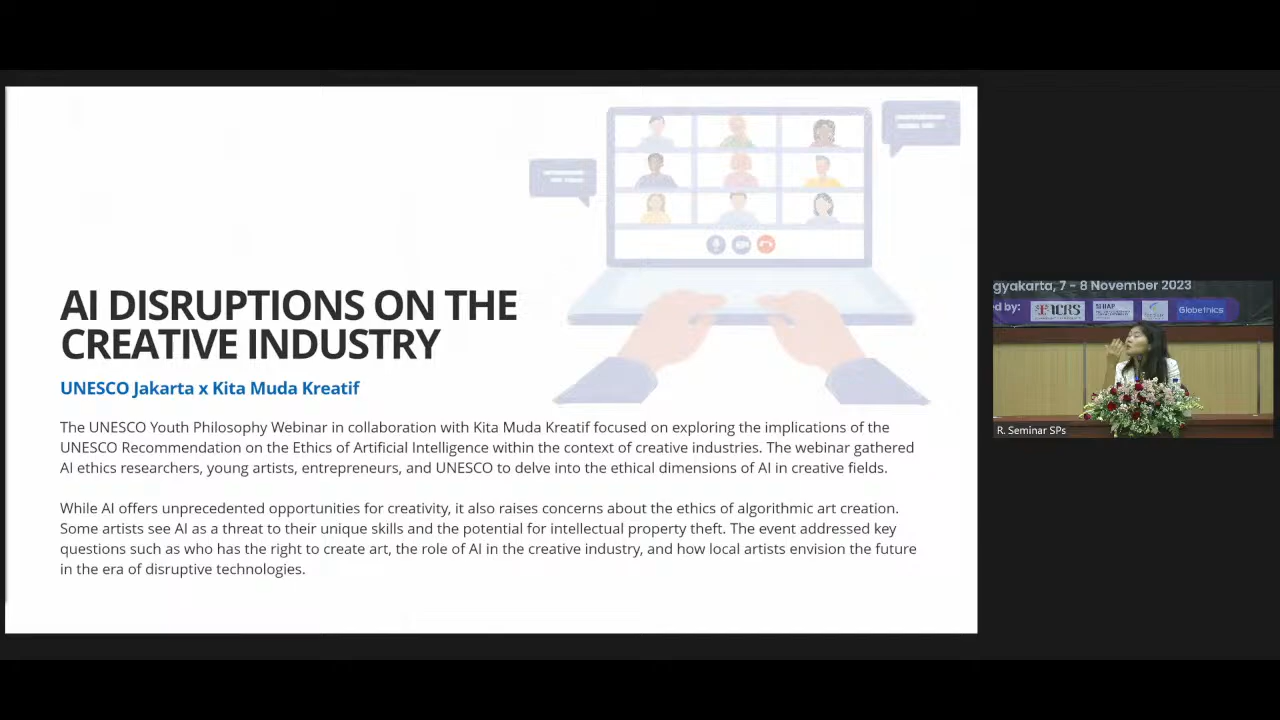 AI DISRUPTIONS ON THE
CREATIVE INDUSTRY
UNESCO Jakarta x Kita Muda Kreatif
The UNESCO Youth Philosophy Webinar in collaboration with Kita Muda Kreatif focused on exploring the implications of the
UNESCO Recommendation on the Ethics of Artificial Intelligence within the context of creative industries. The webinar gathered
AI ethics researchers, young artists, entrepreneurs, and UNESCO to delve into the ethical dimensions of AI in creative fields.
While AI offers unprecedented opportunities for creativity, it also raises concerns about the ethics of algorithmic art creation.
Some artists see AI as a threat to their unique skills and the potential for intellectual property theft. The event addressed key
questions such as who has the right to create art, the role of AI in the creative industry, and how local artists envision the future
in the era of disruptive technologies.
gyakarta, 7 - 8 November 2023
ed by:
ICRS
Globethics
R. Seminar SPs